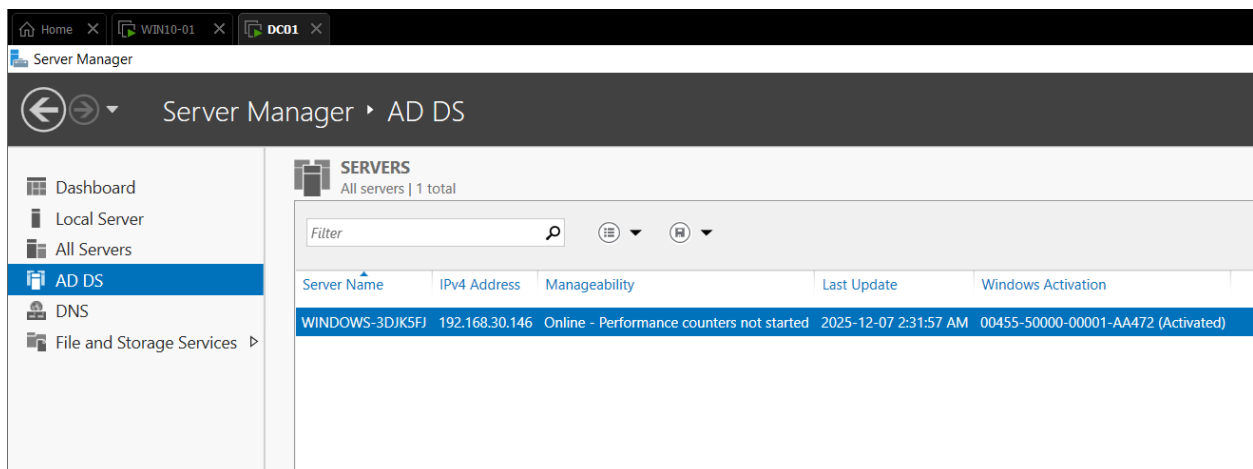 Home WIN10-01 DC01
Server Manager
Server Manager ‣ AD DS
SERVERS
All servers | 1 total
Dashboard
Local Server
All Servers
AD DS
DNS
File and Storage Services
Filter
Server Name IPv4 Address Manageability Last Update Windows Activation
WINDOWS-3DJK5FJ 192.168.30.146 Online - Performance counters not started 2025-12-07 2:31:57 AM 00455-50000-00001-AA472 (Activated)